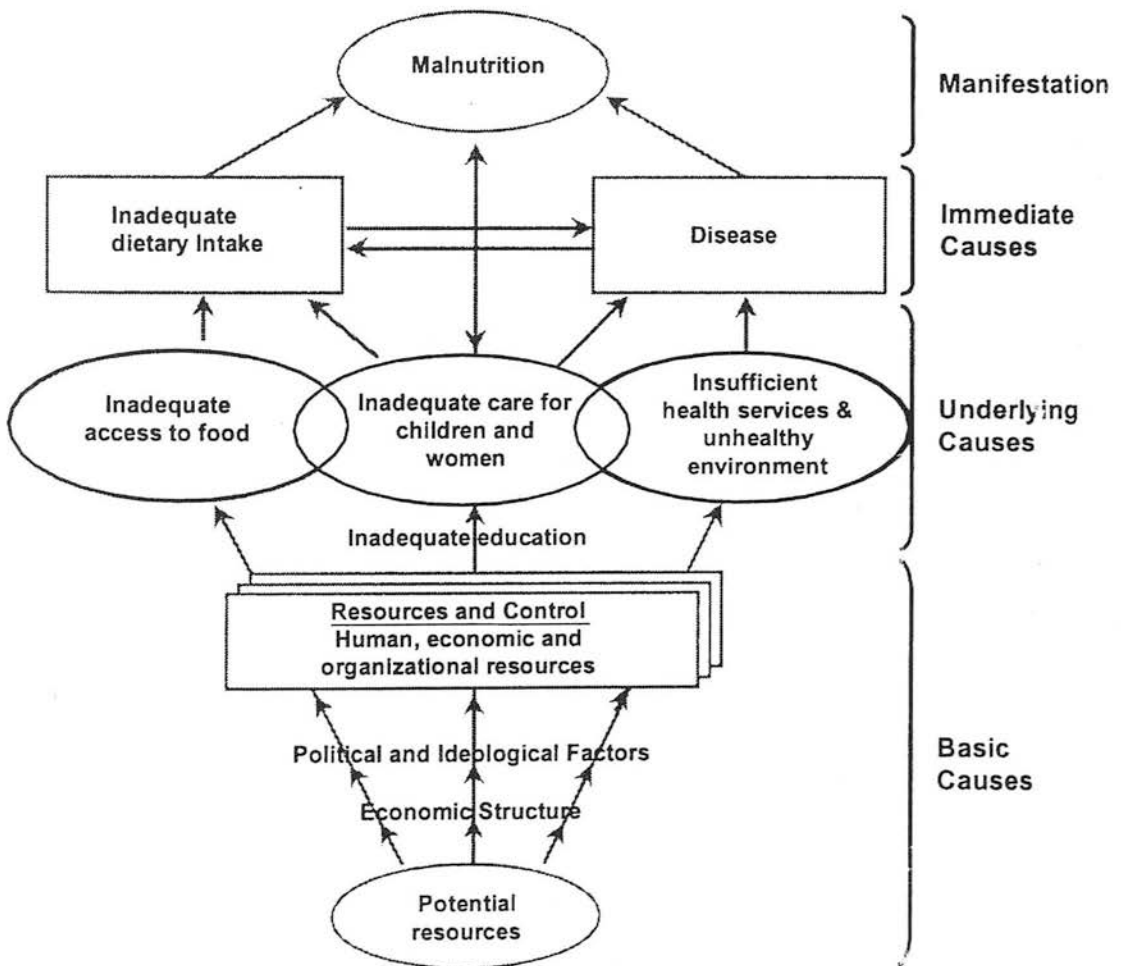 Malnutrition
Manifestation
Inadequate
dietary Intake
Disease
Immediate
Causes
Inadequate
access to food
Inadequate care for
children and
women
Insufficient
health services &
unhealthy
environment
Underlying
Causes
Inadequate education
Resources and Control
Human, economic and
organizational resources
Political and Ideological Factors
Economic Structure
Basic
Causes
Potential
resources